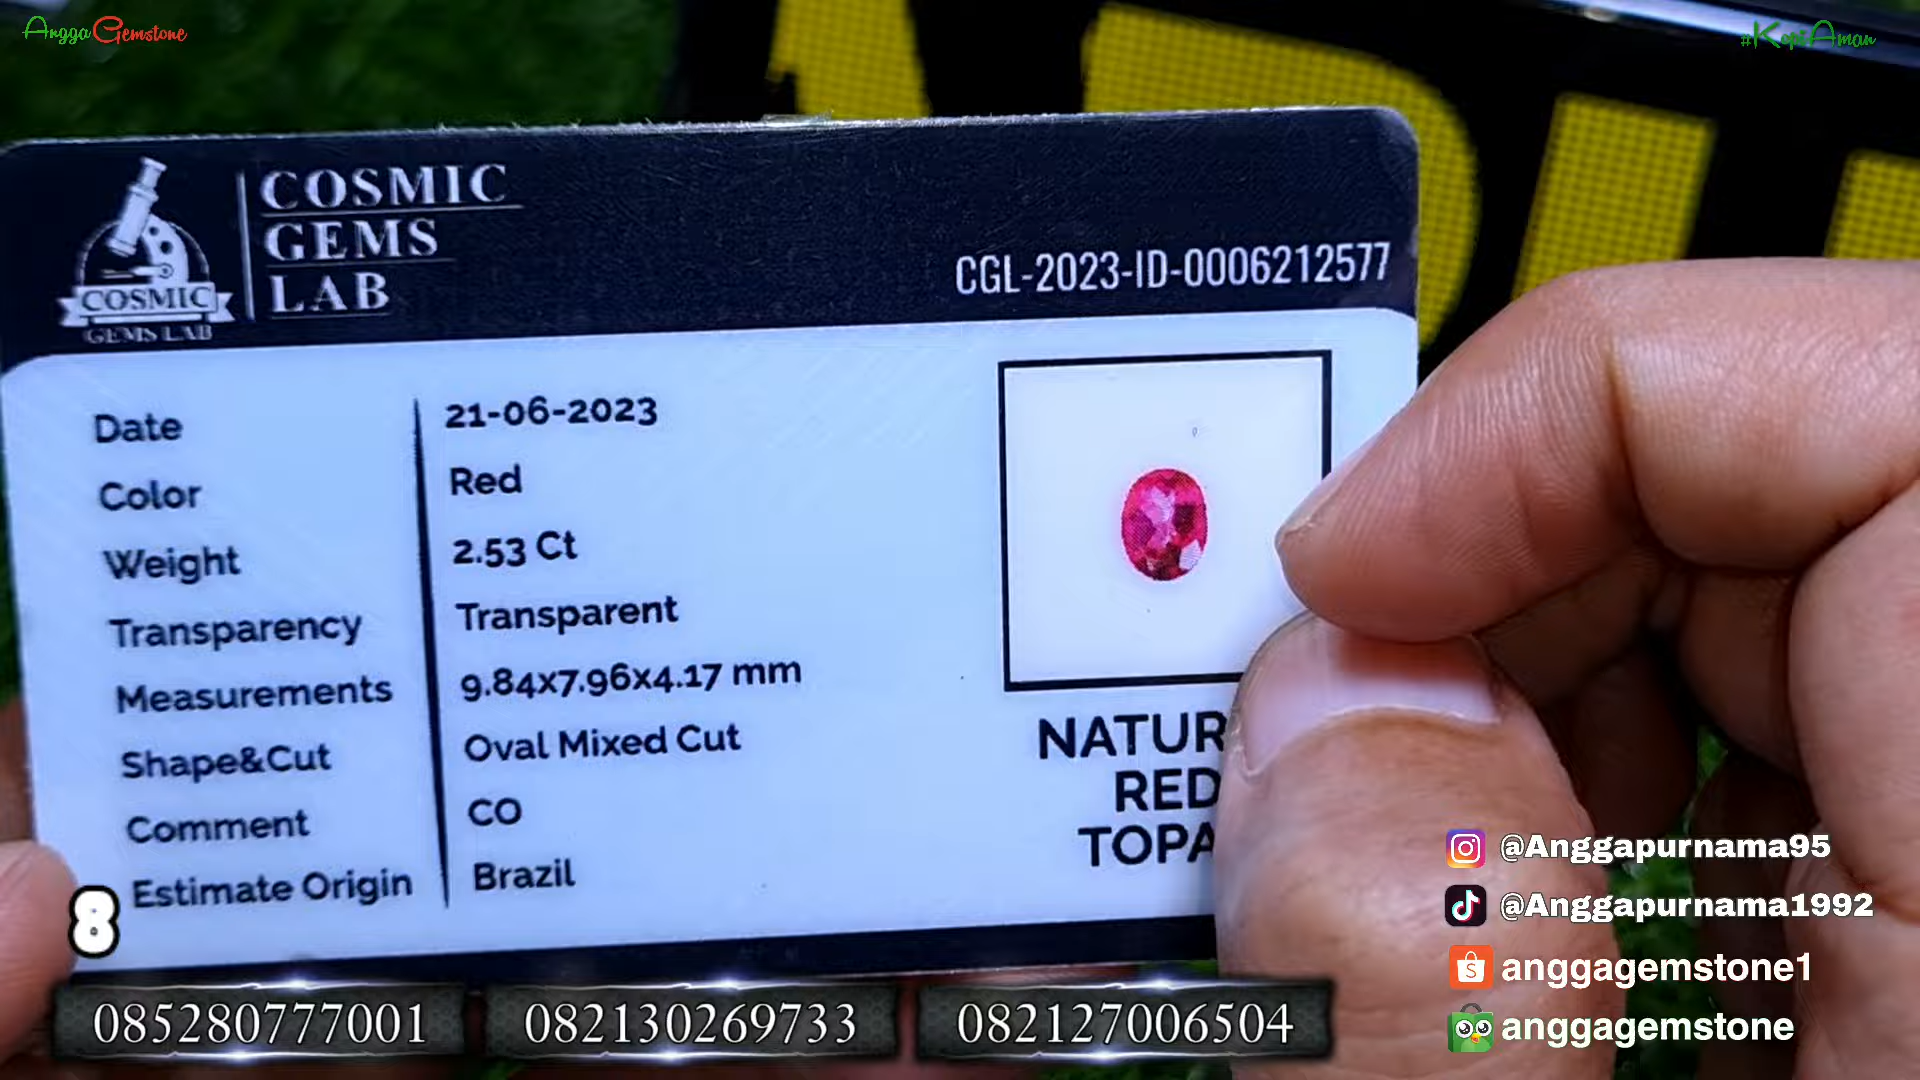 Angga Gemstone
#KopiAman
COSMIC
GEMS
LAB
COSMIC
GEMS LAB
CGL-2023-ID-0006212577
Date 21-06-2023
Color Red
Weight 2.53 Ct
Transparency Transparent
Measurements 9.84x7.96x4.17 mm
Shape&Cut Oval Mixed Cut
Comment CO
Estimate Origin Brazil
NATUR
RED
TOPA
8
@Anggapurnama95
@Anggapurnama1992
anggagemstone1
anggagemstone
085280777001
082130269733
082127006504